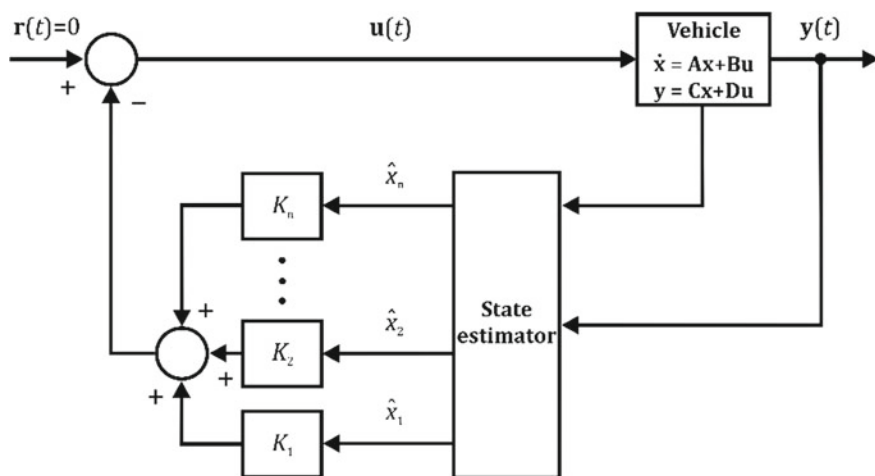 r(t)=0
u(t)
Vehicle
y(t)
ẋ = Ax+Bu
y = Cx+Du
+
−
x̂ₙ
Kₙ
+
State
estimator
x̂₂
K₂
+
+
x̂₁
K₁